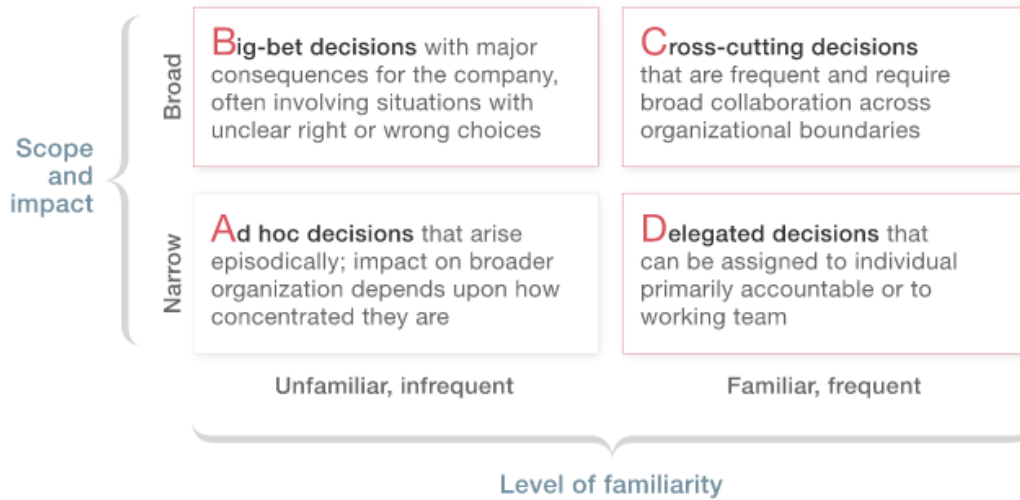 Big-bet decisions with major
consequences for the company,
often involving situations with
unclear right or wrong choices
Cross-cutting decisions
that are frequent and require
broad collaboration across
organizational boundaries
Broad
Scope
and
impact
Narrow
Ad hoc decisions that arise
episodically; impact on broader
organization depends upon how
concentrated they are
Delegated decisions that
can be assigned to individual
primarily accountable or to
working team
Unfamiliar, infrequent
Familiar, frequent
Level of familiarity